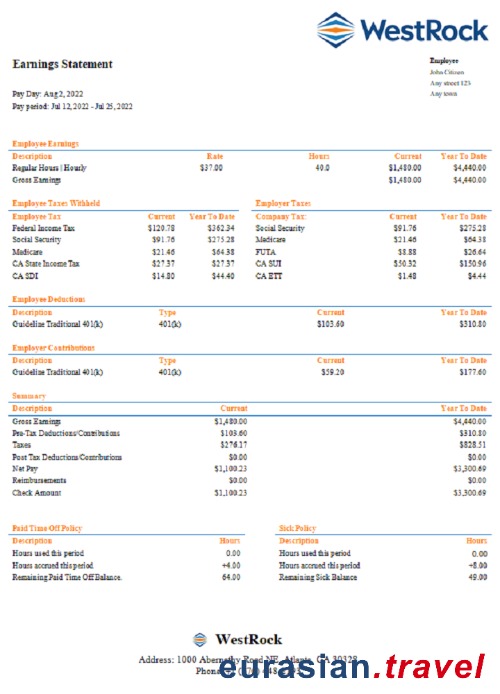 WestRock
Earnings Statement
Employee
John Citizen
Any street 123
Any town
Pay Day: Aug 2, 2022
Pay period: Jul 12, 2022 - Jul 25, 2022
Employee Earnings
Description Rate Hours Current Year To Date
Regular Hours | Hourly $37.00 40.0 $1,480.00 $4,440.00
Gross Earnings $1,480.00 $4,440.00
Employee Taxes Withheld Employer Taxes
Employee Tax Current Year To Date Company Tax Current Year To Date
Federal Income Tax $120.78 $362.34 Social Security $91.76 $275.28
Social Security $91.76 $275.28 Medicare $21.46 $64.38
Medicare $21.46 $64.38 FUTA $8.88 $26.64
CA State Income Tax $27.37 $27.37 CA SUI $50.32 $150.96
CA SDI $14.80 $44.40 CA ETT $1.48 $4.44
Employee Deductions
Description Type Current Year To Date
Guideline Traditional 401(k) 401(k) $103.60 $310.80
Employer Contributions
Description Type Current Year To Date
Guideline Traditional 401(k) 401(k) $59.20 $177.60
Summary
Description Current Year To Date
Gross Earnings $1,480.00 $4,440.00
Pre-Tax Deductions/Contributions $103.60 $310.80
Taxes $276.17 $828.51
Post Tax Deductions/Contributions $0.00 $0.00
Net Pay $1,100.23 $3,300.69
Reimbursements $0.00 $0.00
Check Amount $1,100.23 $3,300.69
Paid Time Off Policy Sick Policy
Description Hours Description Hours
Hours used this period 0.00 Hours used this period 0.00
Hours accrued this period +4.00 Hours accrued this period +8.00
Remaining Paid Time Off Balance. 64.00 Remaining Sick Balance 49.00
WestRock
Address: 1000 Abernathy Road NE, Atlanta, GA 30328
eurasian.travel